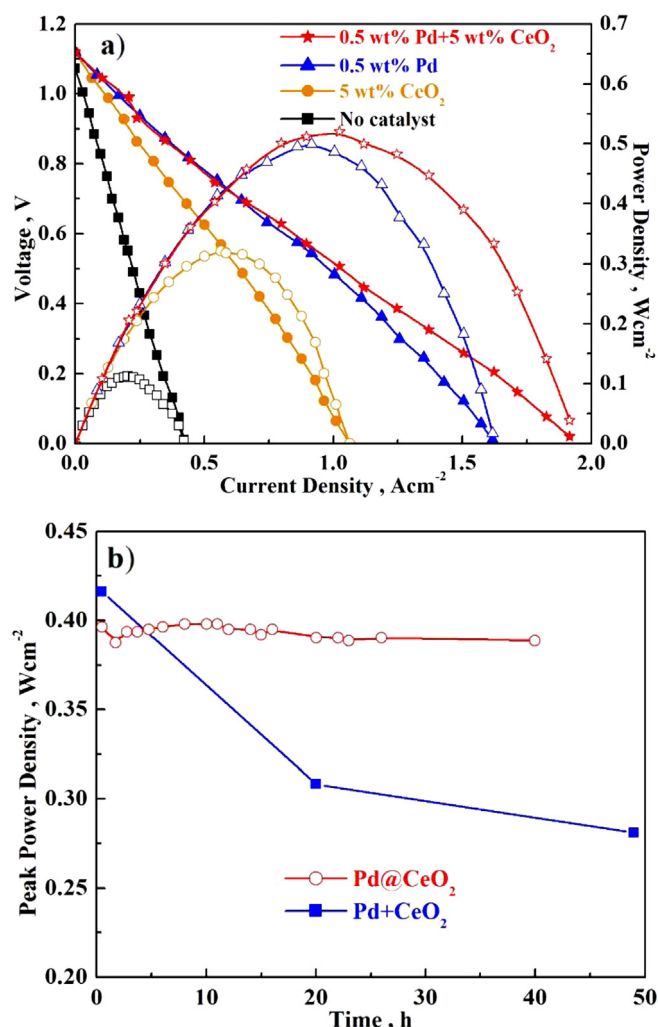 a)
0.5 wt% Pd+5 wt% CeO₂
0.5 wt% Pd
5 wt% CeO₂
No catalyst
Voltage , V
1.2
1.0
0.8
0.6
0.4
0.2
0.0
Power Density , Wcm⁻²
0.7
0.6
0.5
0.4
0.3
0.2
0.1
0.0
0.0 0.5 1.0 1.5 2.0
Current Density , Acm⁻²
b)
Peak Power Density , Wcm⁻²
0.45
0.40
0.35
0.30
0.25
0.20
Pd@CeO₂
Pd+CeO₂
0 10 20 30 40 50
Time , h